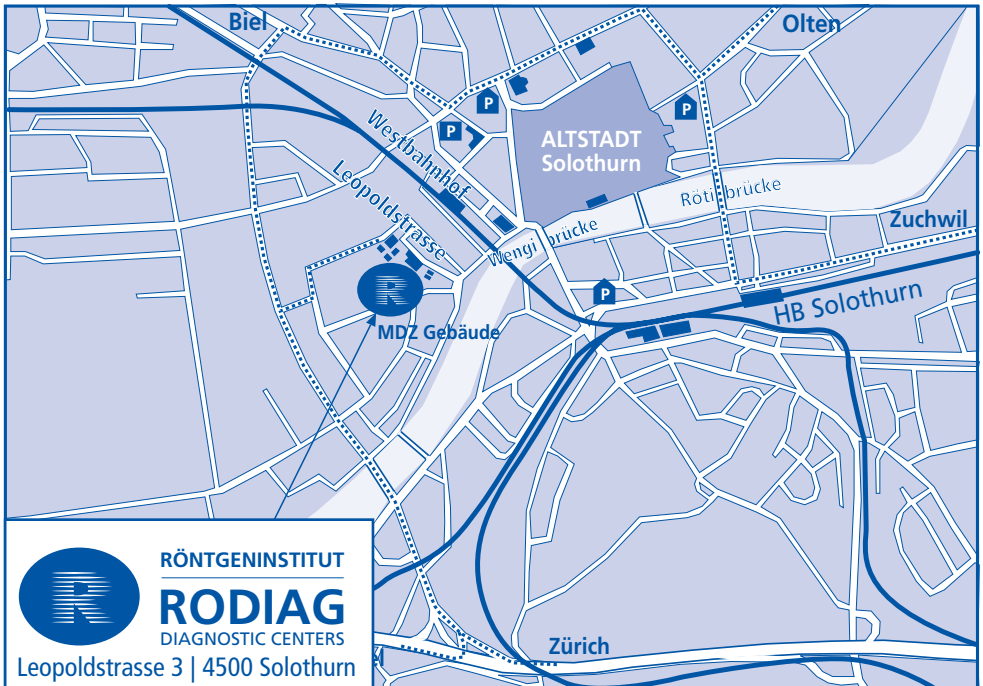 Biel
Olten
P
P
P
ALTSTADT
Solothurn
Westbahnhof
Leopoldstrasse
Rötibrücke
Wengibrücke
Zuchwil
R
P
HB Solothurn
MDZ Gebäude
R
RÖNTGENINSTITUT
RODIAG
DIAGNOSTIC CENTERS
Leopoldstrasse 3 | 4500 Solothurn
Zürich